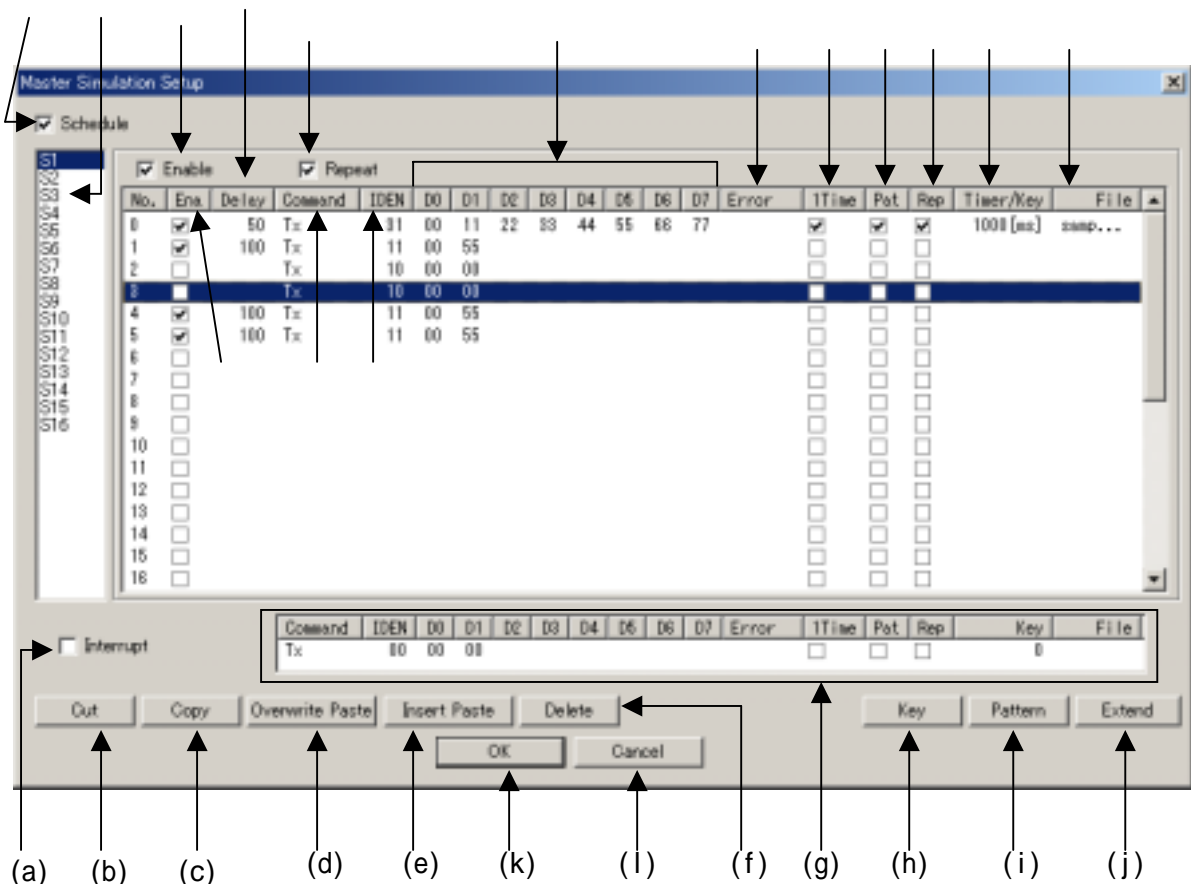 Master Simulation Setup
Schedule
S1
S2
S3
S4
S5
S6
S7
S8
S9
S10
S11
S12
S13
S14
S15
S16
Enable Repeat
No. Ena Delay Command IDEN D0 D1 D2 D3 D4 D5 D6 D7 Error 1Time Pat Rep Timer/Key File
0 50 Tx 01 00 11 22 33 44 55 66 77 1000[ms] samp...
1 100 Tx 11 00 55
2 Tx 10 00 00
3 Tx 10 00 00
4 100 Tx 11 00 55
5 100 Tx 11 00 55
6
7
8
9
10
11
12
13
14
15
16
Interrupt
Command IDEN D0 D1 D2 D3 D4 D5 D6 D7 Error 1Time Pat Rep Key File
Tx 00 00 00 0
Cut Copy Overwrite Paste Insert Paste Delete Key Pattern Extend
OK Cancel
(a) (b) (c) (d) (e) (k) (l) (f) (g) (h) (i) (j)